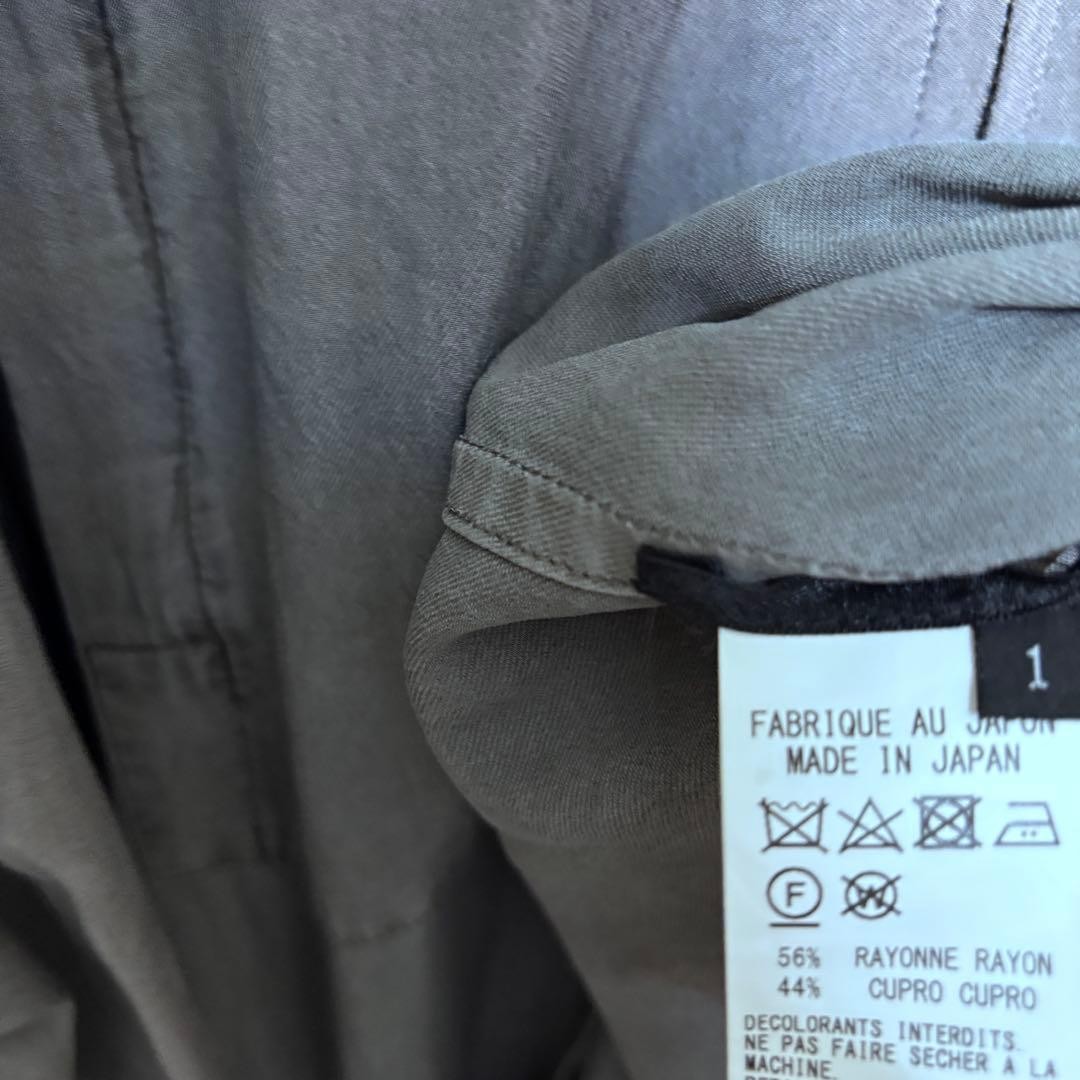 1
FABRIQUE AU JAPON
MADE IN JAPAN
F
W
56% RAYONNE RAYON
44% CUPRO CUPRO
DECOLORANTS INTERDITS.
NE PAS FAIRE SECHER A LA
MACHINE.